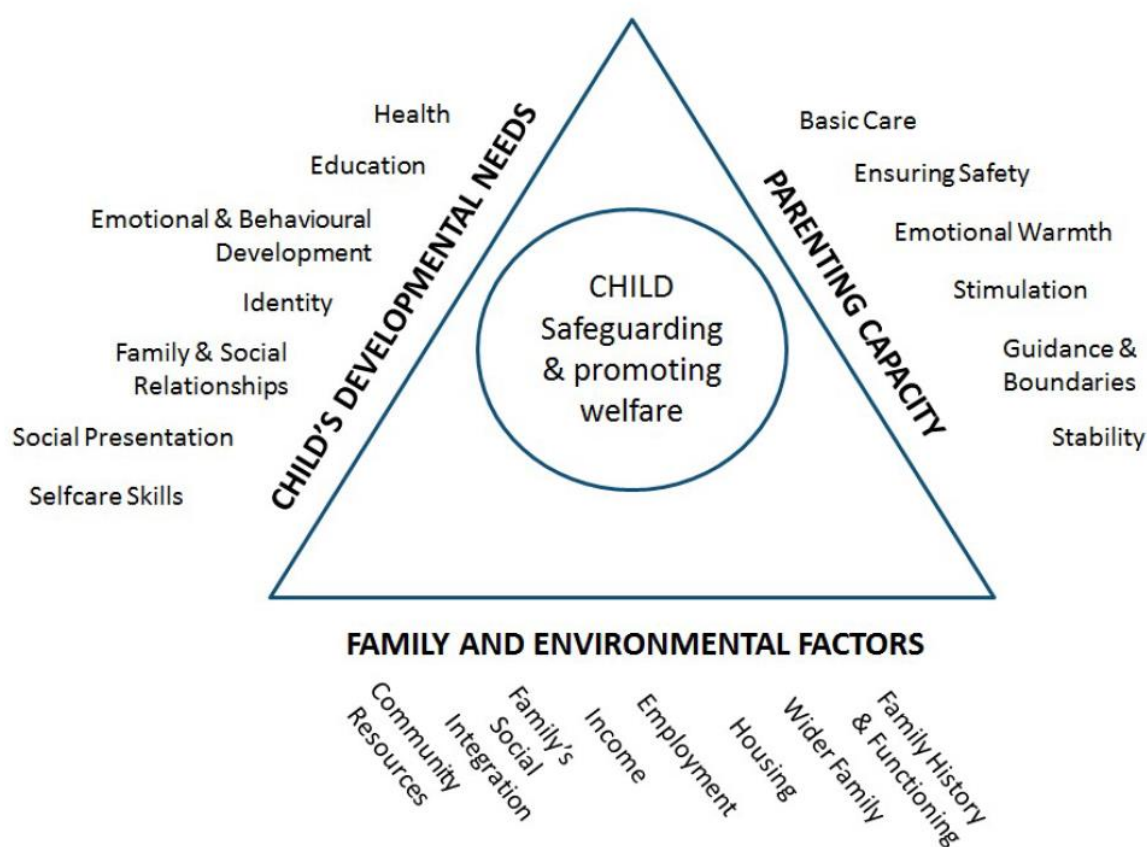 Health
Education
Emotional & Behavioural
Development
Identity
Family & Social
Relationships
Social Presentation
Selfcare Skills
CHILD'S DEVELOPMENTAL NEEDS
CHILD
Safeguarding
& promoting
welfare
PARENTING CAPACITY
Basic Care
Ensuring Safety
Emotional Warmth
Stimulation
Guidance &
Boundaries
Stability
FAMILY AND ENVIRONMENTAL FACTORS
Community
Resources
Family's
Social
Integration
Income
Employment
Housing
Wider Family
Family History
& Functioning